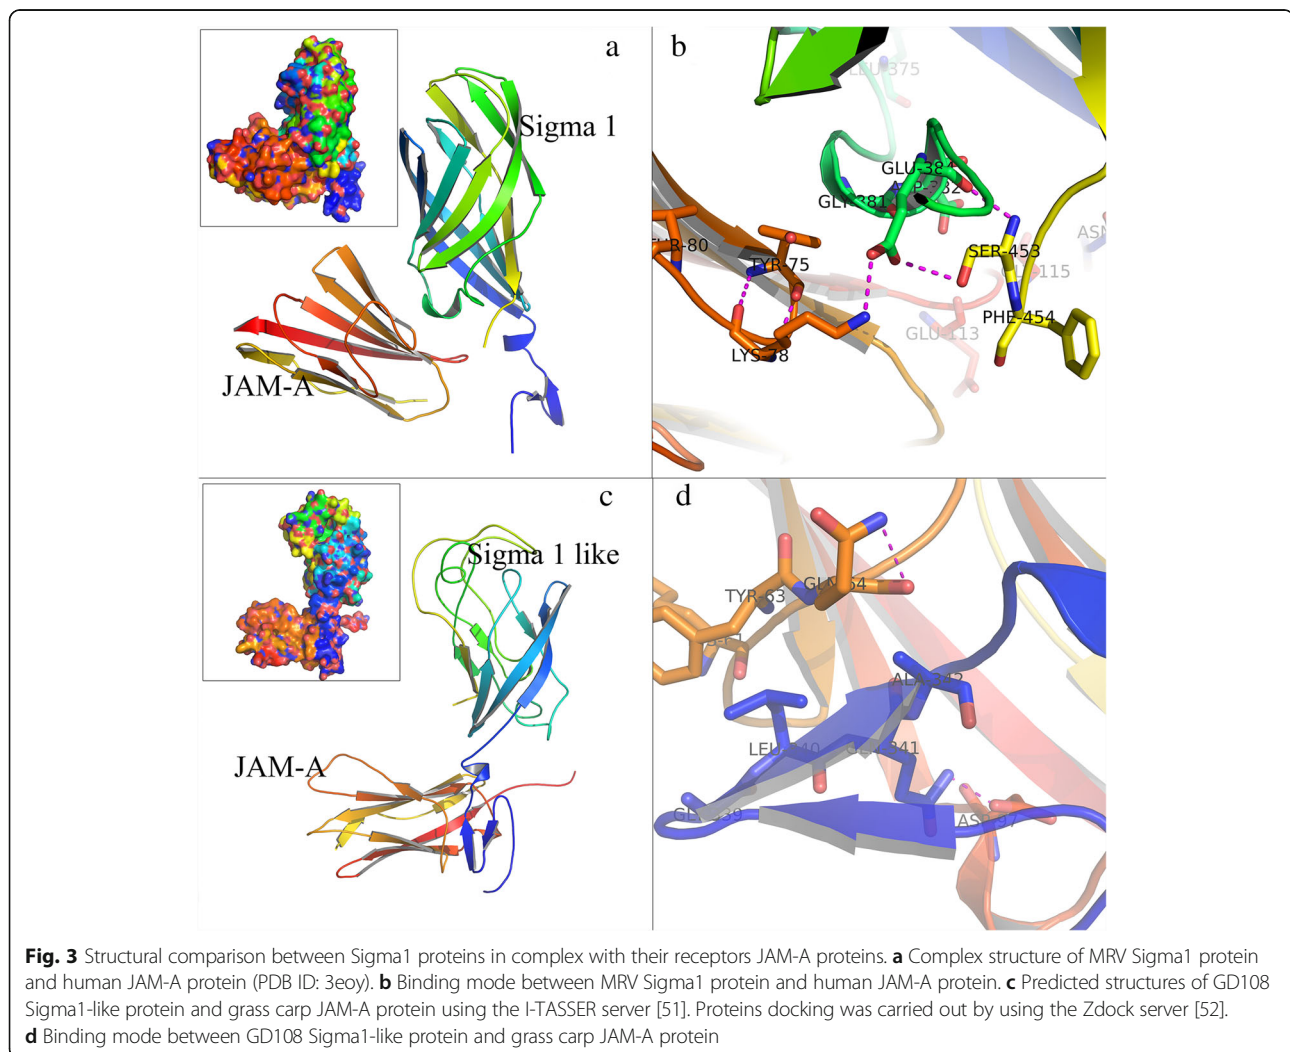 a
Sigma 1
JAM-A
b
LEU-375
GLU-384
GLY-381
SER-453
TYR-75
PHE-454
GLU-113
c
Sigma 1 like
JAM-A
d
TYR-63
Fig. 3 Structural comparison between Sigma1 proteins in complex with their receptors JAM-A proteins. a Complex structure of MRV Sigma1 protein
and human JAM-A protein (PDB ID: 3eoy). b Binding mode between MRV Sigma1 protein and human JAM-A protein. c Predicted structures of GD108
Sigma1-like protein and grass carp JAM-A protein using the I-TASSER server [51]. Proteins docking was carried out by using the Zdock server [52].
d Binding mode between GD108 Sigma1-like protein and grass carp JAM-A protein